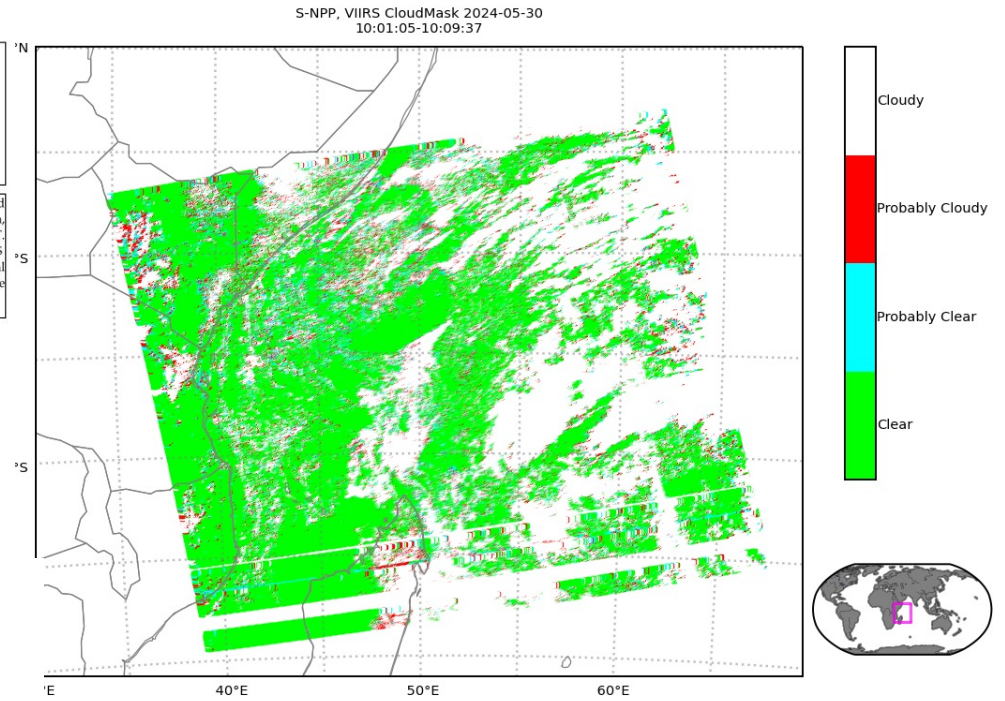 S-NPP, VIIRS CloudMask 2024-05-30
10:01:05-10:09:37
°N
°S
°S
°E
40°E
50°E
60°E
Cloudy
Probably Cloudy
Probably Clear
Clear